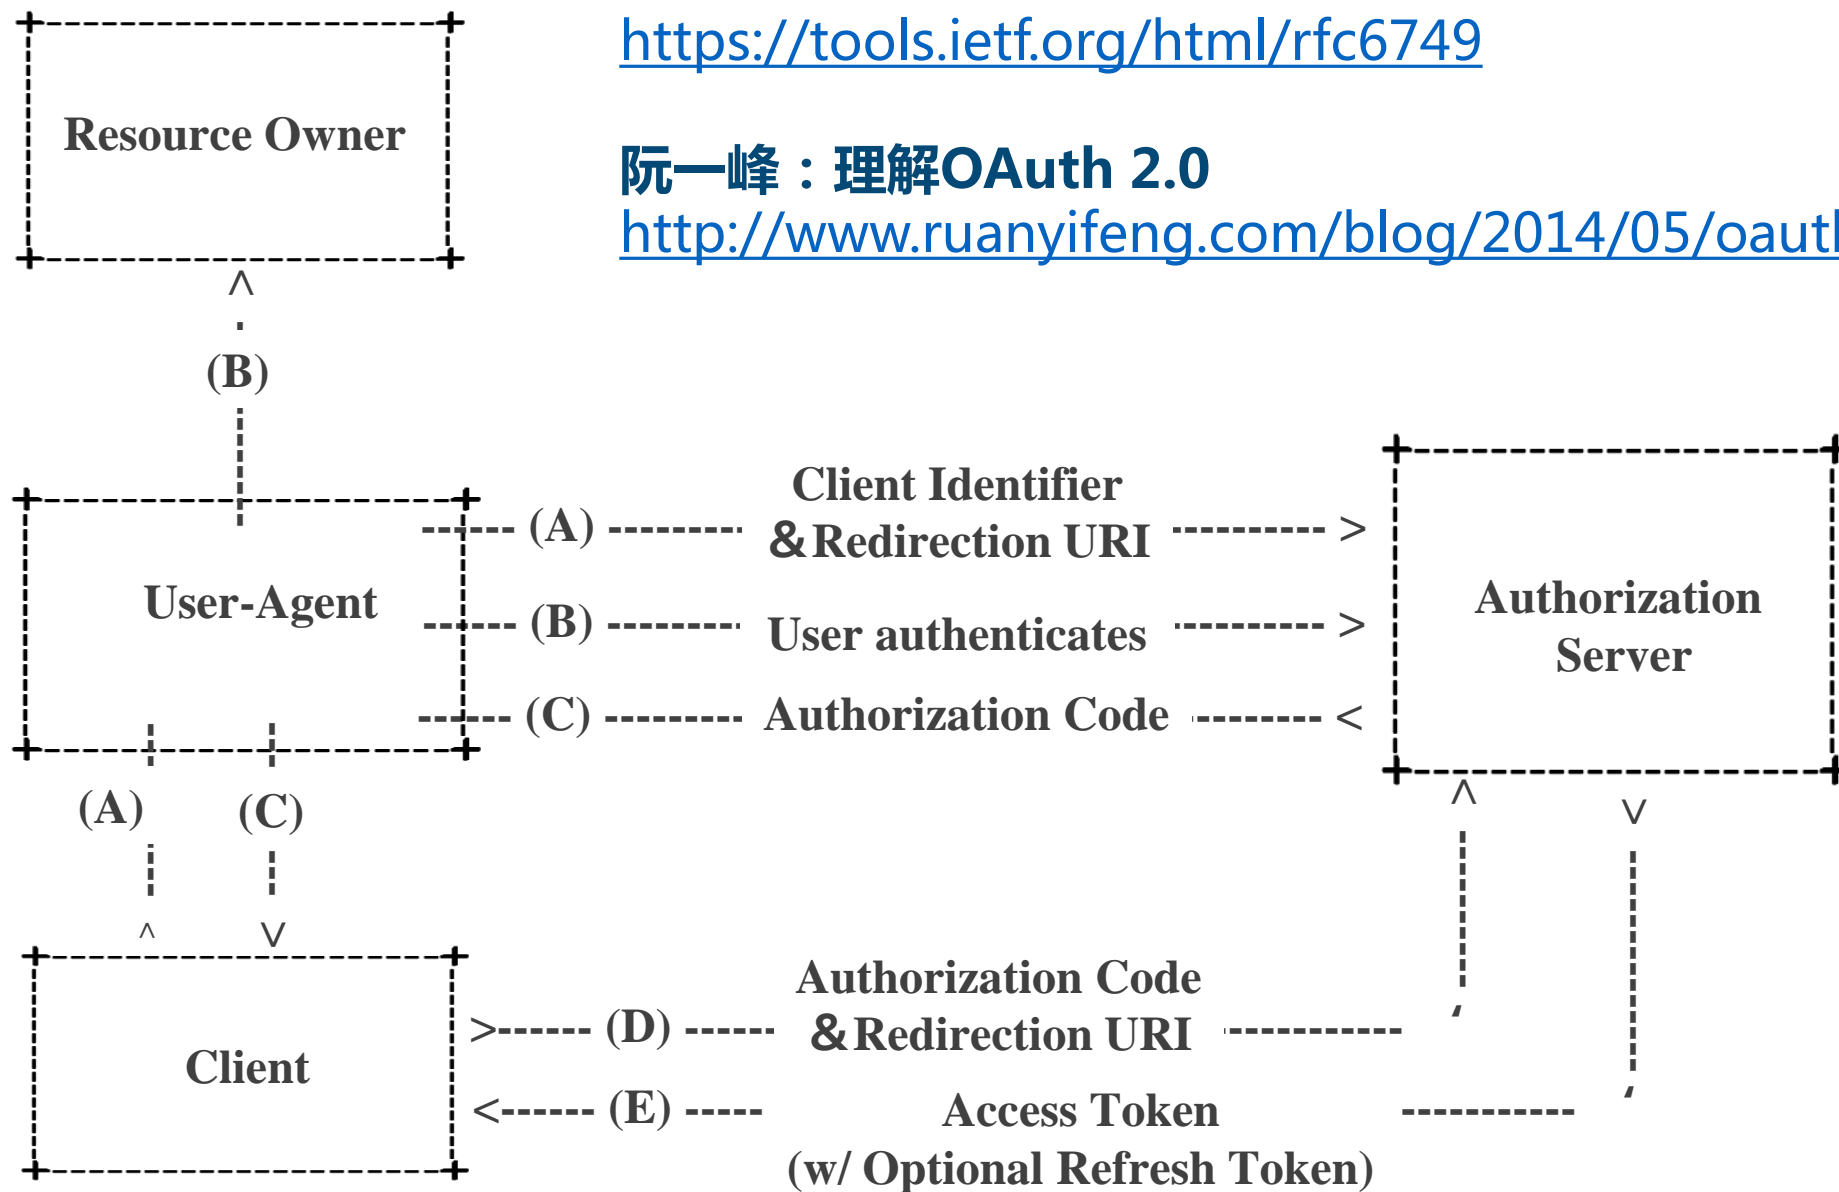 https://tools.ietf.org/html/rfc6749
Resource Owner
阮一峰：理解OAuth 2.0
http://www.ruanyifeng.com/blog/2014/05/oaut
(B)
Client Identifier
(A)
&Redirection URI
User-Agent
(B)
User authenticates
Authorization
Server
(C)
Authorization Code
(A)
(C)
Authorization Code
(D)
&Redirection URI
Client
(E)
Access Token
(w/ Optional Refresh Token)